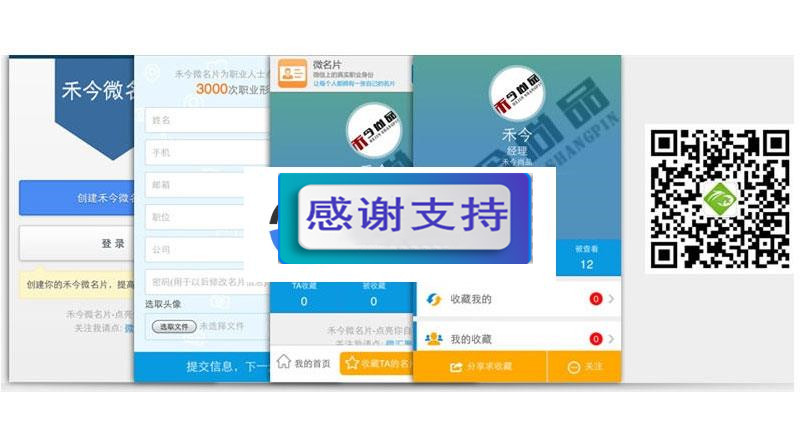 禾今微名
创建禾今微名
登 录
创建你的禾今微名片，提高
禾今微名片-点亮
关注我请点：微
禾今微名片为职业人士
3000次职业形
姓名
手机
邮箱
职位
公司
密码(用于以后修改名片
选取头像
选取文件
未选择文件
提交信息，下一
微名片
微信上的真实职业身份
让每个人都拥有一张自己的名片
禾今尚品
TA收藏
被收藏
0
0
禾今微名片-点亮你自
关注我请点：
我的首页
收藏TA的名片
禾今尚品
HEJIN SHANGPIN
禾今
经理
禾今尚品
尚品
SHANGPIN
被查看
12
收藏我的
0
我的收藏
0
分享求收藏
关注
感谢支持